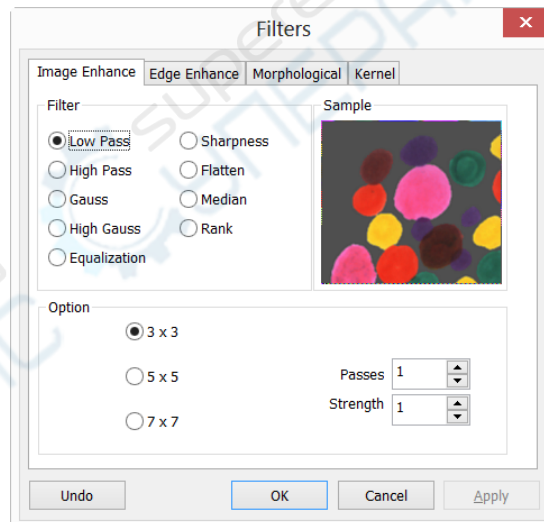 Filters
Image Enhance Edge Enhance Morphological Kernel
Filter
Sample
Low Pass Sharpness
High Pass Flatten
Gauss Median
High Gauss Rank
Equalization
Option
3 x 3
5 x 5
Passes 1
Strength 1
7 x 7
Undo OK Cancel Apply